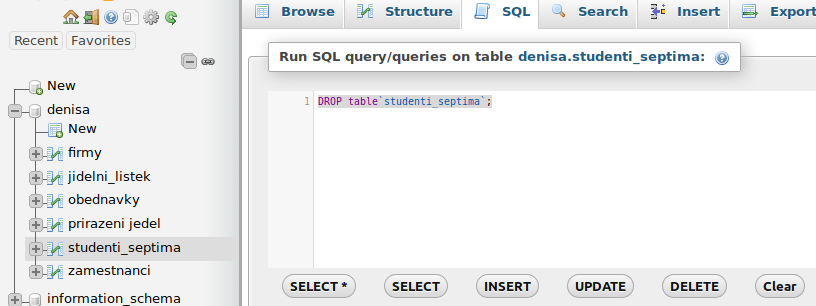 Browse Structure SQL Search Insert Export
Recent Favorites
Run SQL query/queries on table denisa.studenti_septima:
New
denisa
New
firmy
jidelni_listek
obednavky
prirazeni jedel
studenti_septima
zamestnanci
information_schema
1 DROP table`studenti_septima`;
SELECT * SELECT INSERT UPDATE DELETE Clear